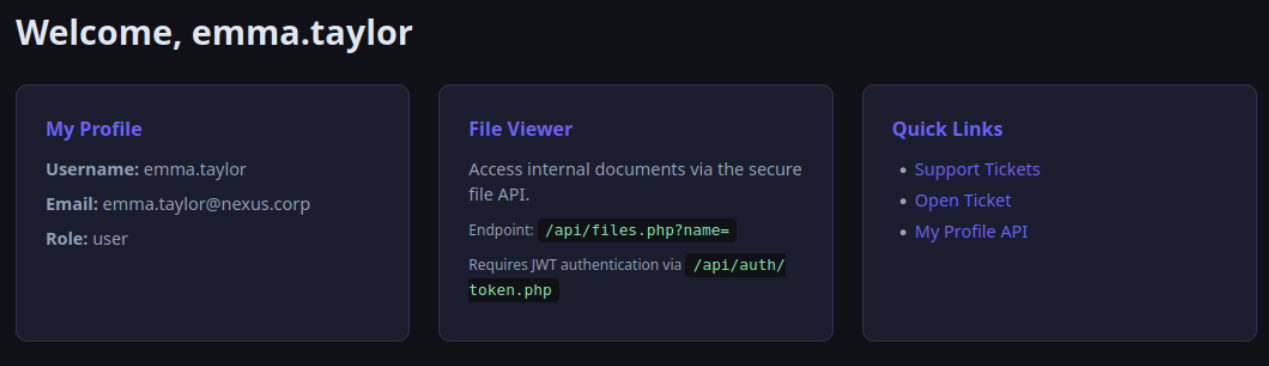 Welcome, emma.taylor
My Profile
Username: emma.taylor
Email: emma.taylor@nexus.corp
Role: user
File Viewer
Access internal documents via the secure
file API.
Endpoint: /api/files.php?name=
Requires JWT authentication via /api/auth/
token.php
Quick Links
Support Tickets
Open Ticket
My Profile API